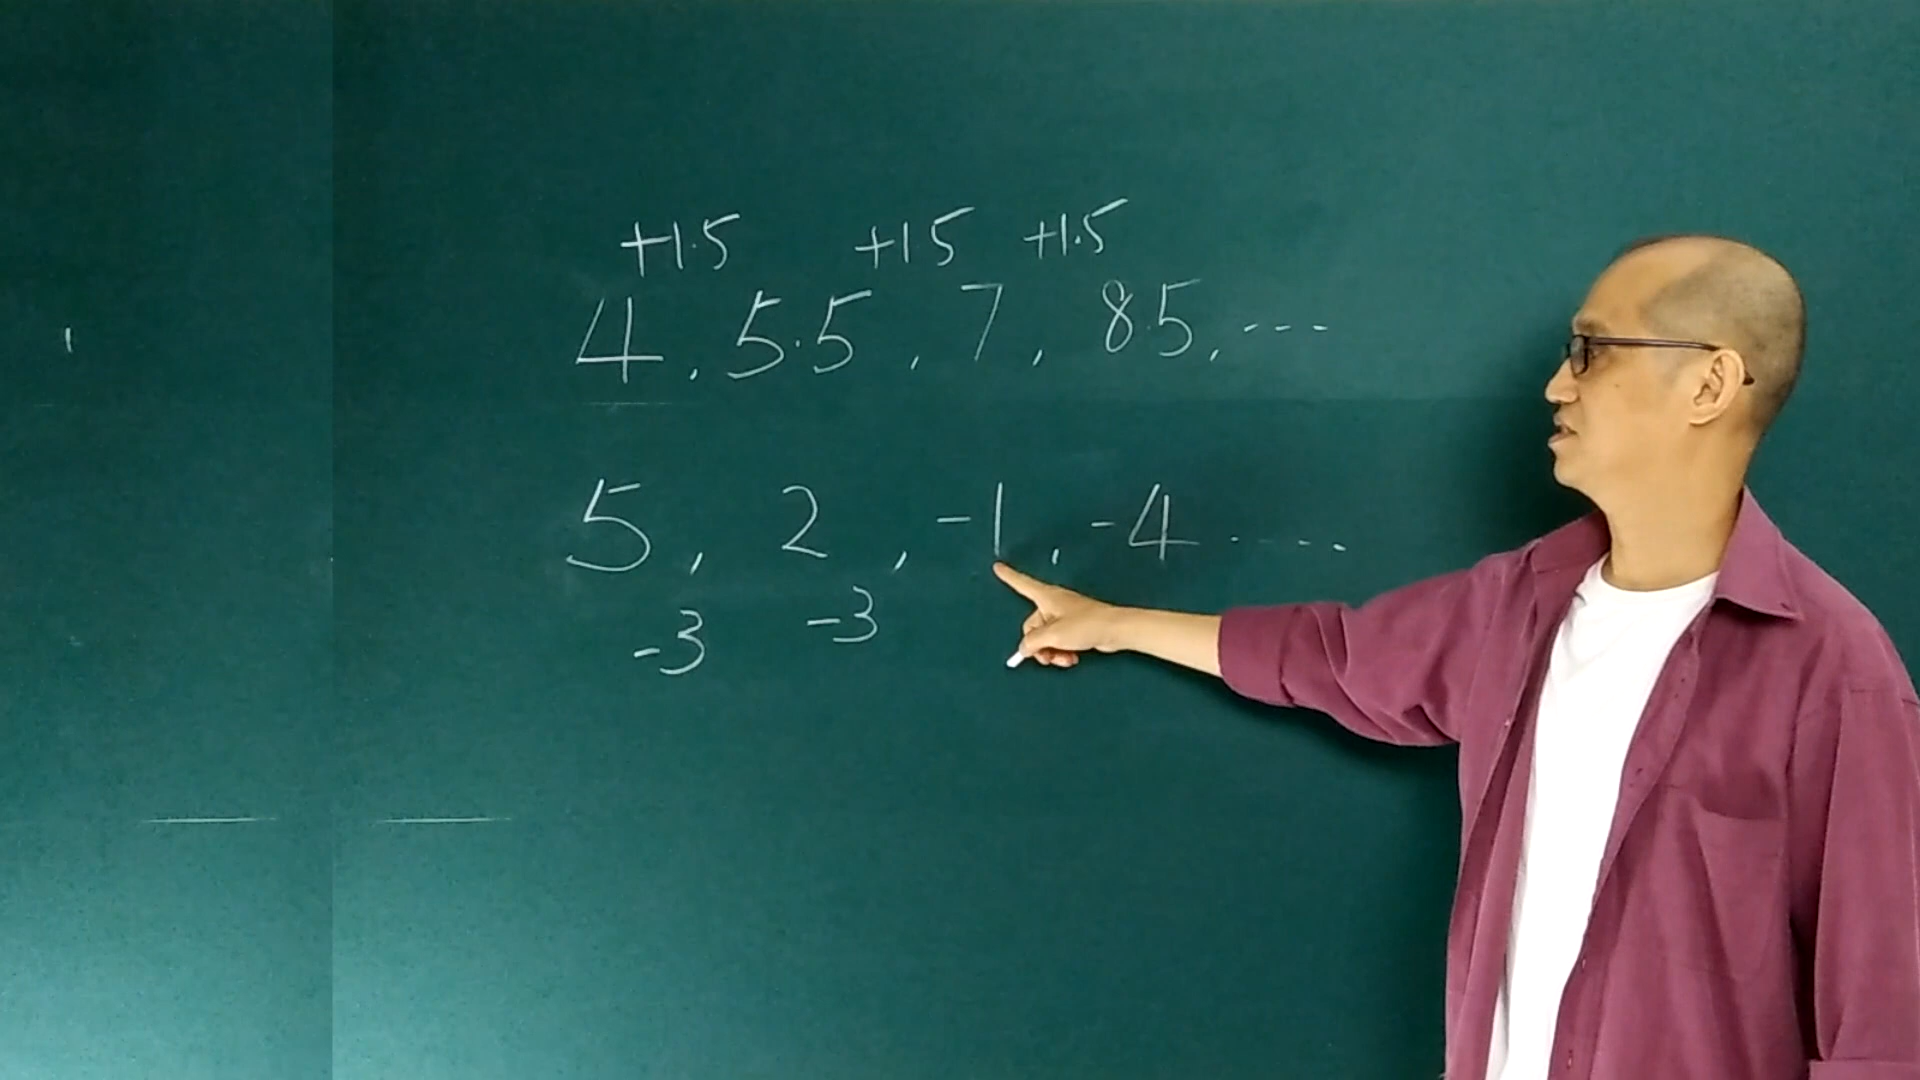 +1.5 +1.5 +1.5
4, 5.5, 7, 8.5, ...
5, 2, -1, -4 ....
-3 -3